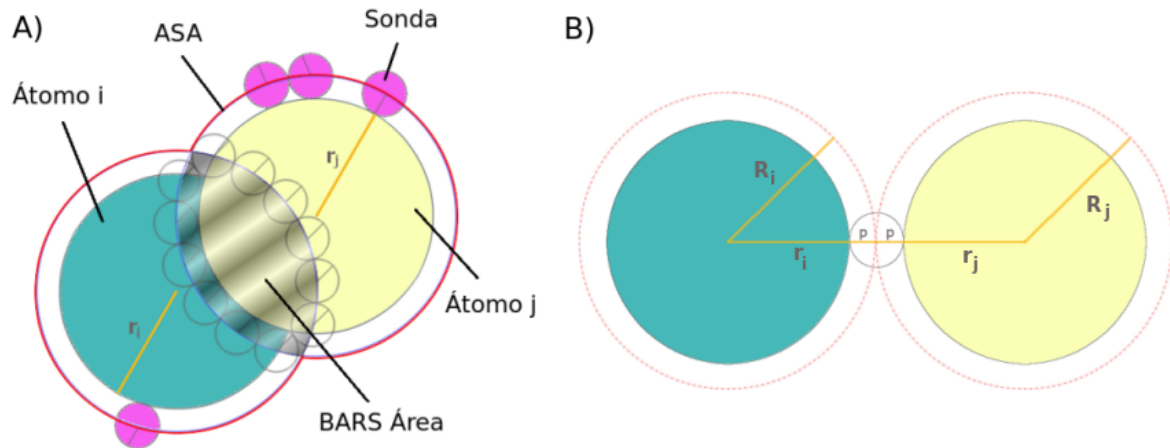 A)
ASA
Sonda
Átomo i
rj
Átomo j
ri
BARS Área
B)
Ri
Rj
P P
ri
rj